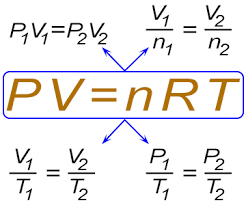 P₁V₁=P₂V₂
V₁/n₁ = V₂/n₂
PV=nRT
V₁/T₁ = V₂/T₂
P₁/T₁ = P₂/T₂